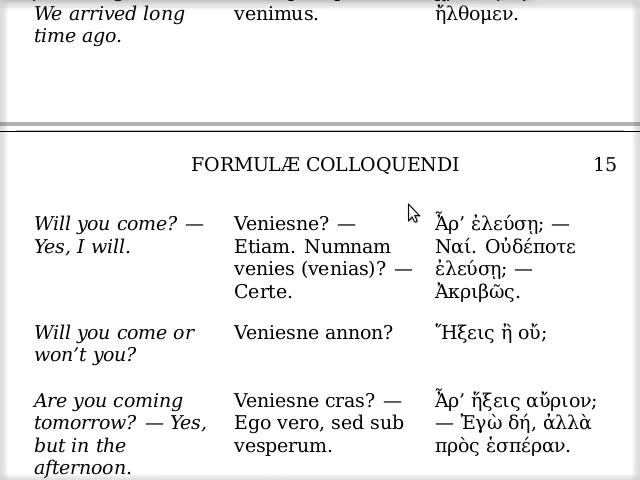 We arrived long
time ago.
venimus.
ἤλθομεν.
FORMULÆ COLLOQUENDI 15
Will you come? —
Yes, I will.
Veniesne? —
Etiam. Numnam
venies (venias)? —
Certe.
Ἆρ’ ἐλεύσῃ; —
Ναί. Οὐδέποτε
ἐλεύσῃ; —
Ἀκριβῶς.
Will you come or
won’t you?
Veniesne annon?
Ἥξεις ἢ οὔ;
Are you coming
tomorrow? — Yes,
but in the
afternoon.
Veniesne cras? —
Ego vero, sed sub
vesperum.
Ἆρ’ ἥξεις αὔριον;
— Ἐγὼ δή, ἀλλὰ
πρὸς ἑσπέραν.